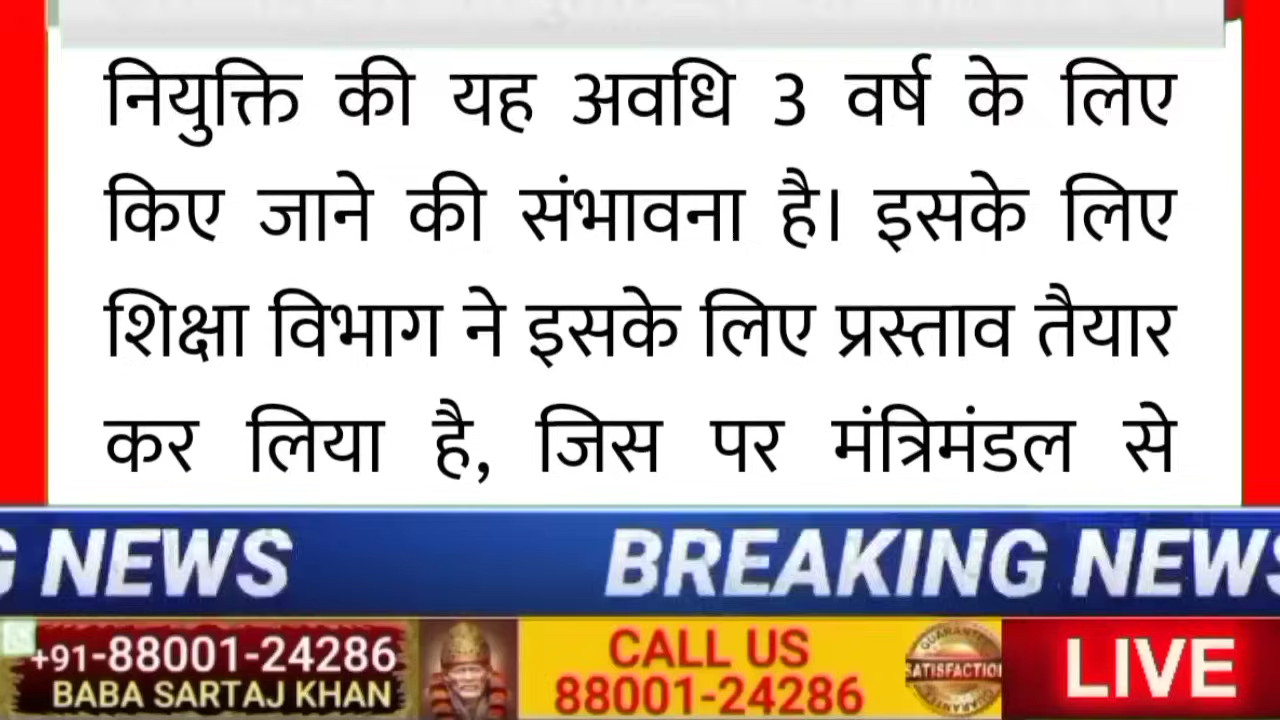 नियुक्ति की यह अवधि 3 वर्ष के लिए
किए जाने की संभावना है। इसके लिए
शिक्षा विभाग ने इसके लिए प्रस्ताव तैयार
कर लिया है, जिस पर मंत्रिमंडल से
G NEWS BREAKING NEWS
+91-88001-24286
BABA SARTAJ KHAN
CALL US
88001-24286
GUARANTEE
SATISFACTION
LIVE